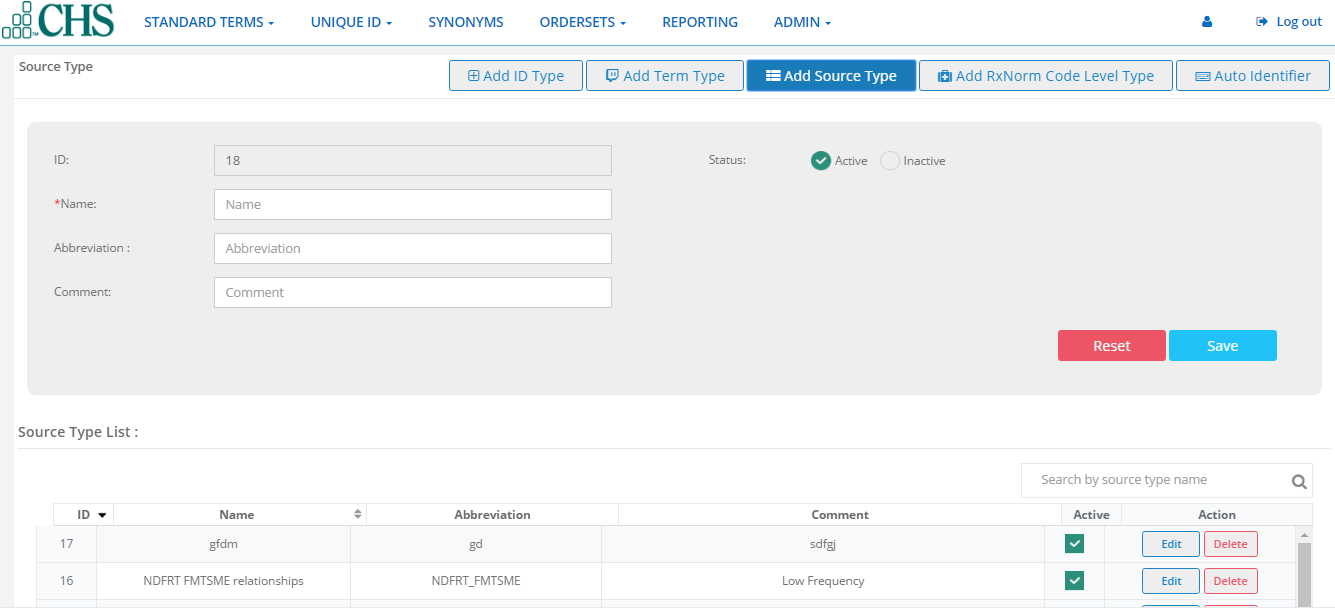 CHS STANDARD TERMS UNIQUE ID SYNONYMS ORDERSETS REPORTING ADMIN Log out
Source Type Add ID Type Add Term Type Add Source Type Add RxNorm Code Level Type Auto Identifier
ID: 18 Status: Active Inactive
*Name: Name
Abbreviation : Abbreviation
Comment: Comment
Reset Save
Source Type List :
Search by source type name
ID Name Abbreviation Comment Active Action
17 gfdm gd sdfgj Edit Delete
16 NDFRT FMTSME relationships NDFRT_FMTSME Low Frequency Edit Delete